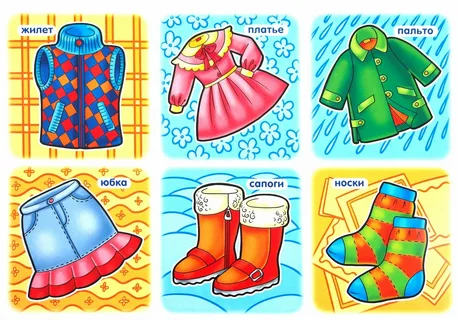 жилет
платье
пальто
юбка
сапоги
носки